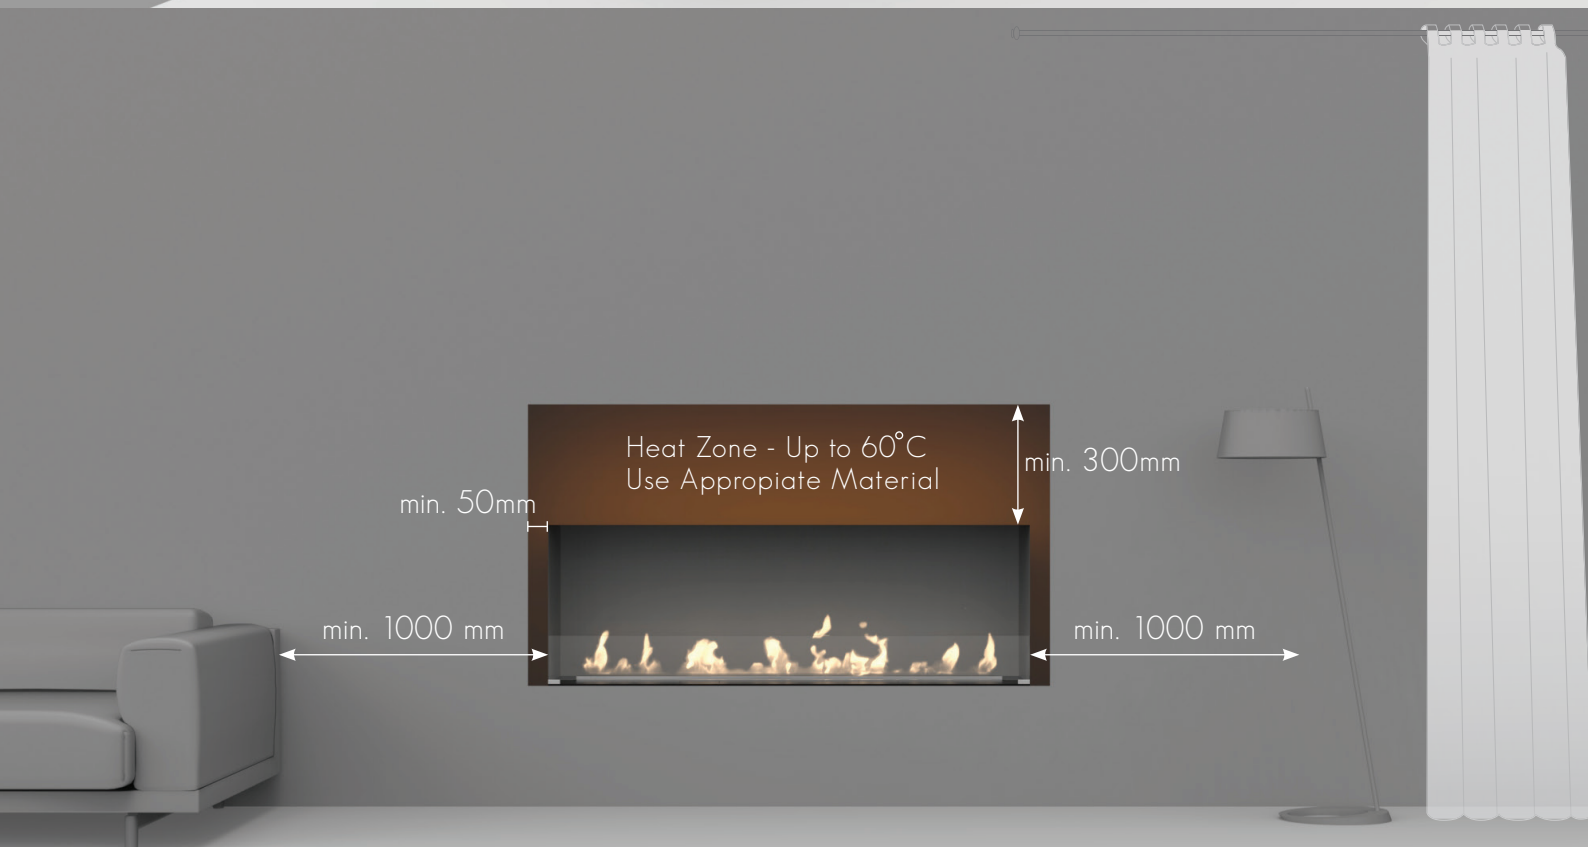 Heat Zone - Up to 60°C
Use Appropiate Material
min. 300mm
min. 50mm
min. 1000 mm
min. 1000 mm